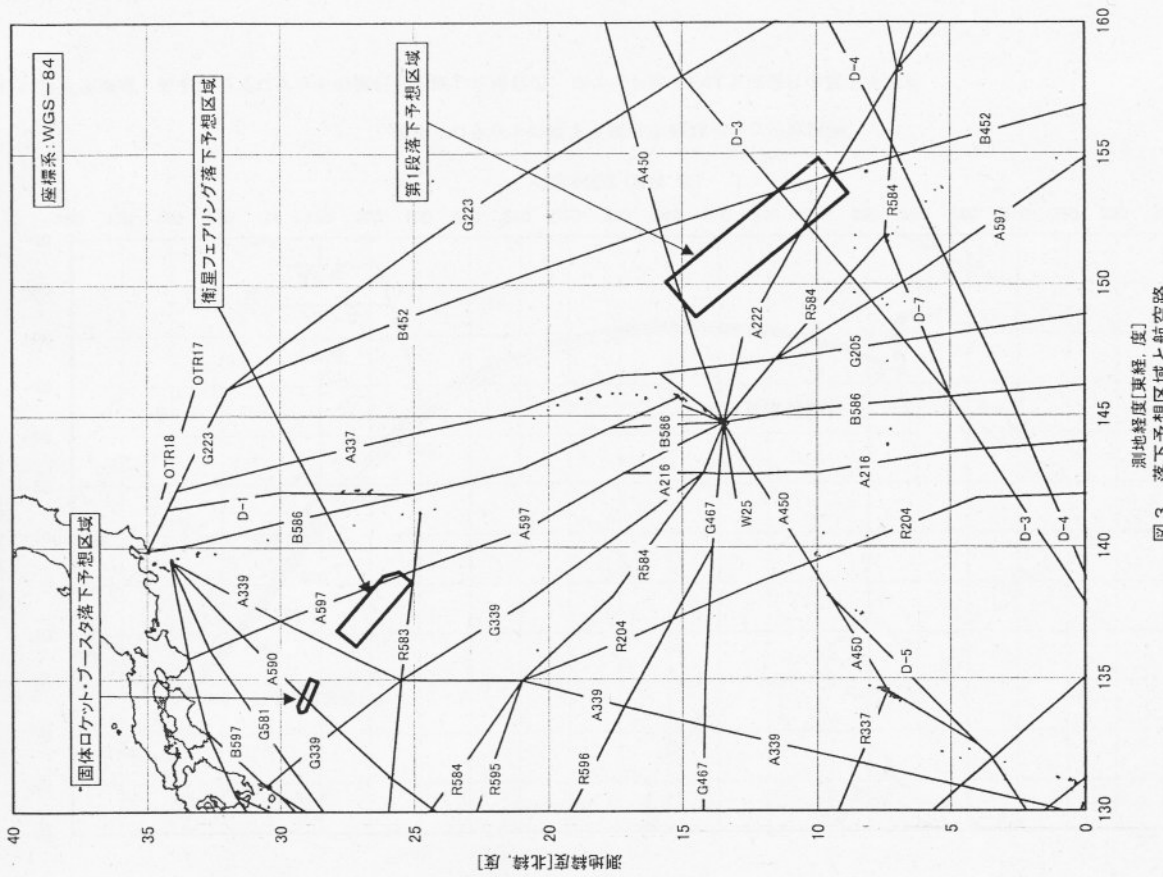 座標系:WGS-84
固体ロケット・ブースタ落下予想区域
衛星フェアリング落下予想区域
第1段落下予想区域
OTR18
OTR17
G223
A337
D-1
B586
A339
A597
A590
G581
B597
G339
R583
G223
B452
A597
G339
R584
R204
R584
R595
R596
G467
A339
A450
D-3
D-4
B452
R584
A597
A222
R584
D-7
G205
B586
B586
A216
A216
G467
W25
A450
R204
D-3
D-4
A450
D-5
R337
40
35
30
25
20
15
10
5
0
130
135
140
145
150
155
160
測地緯度[北緯, 度]
測地経度[東経, 度]
図3 落下予想区域と航空路